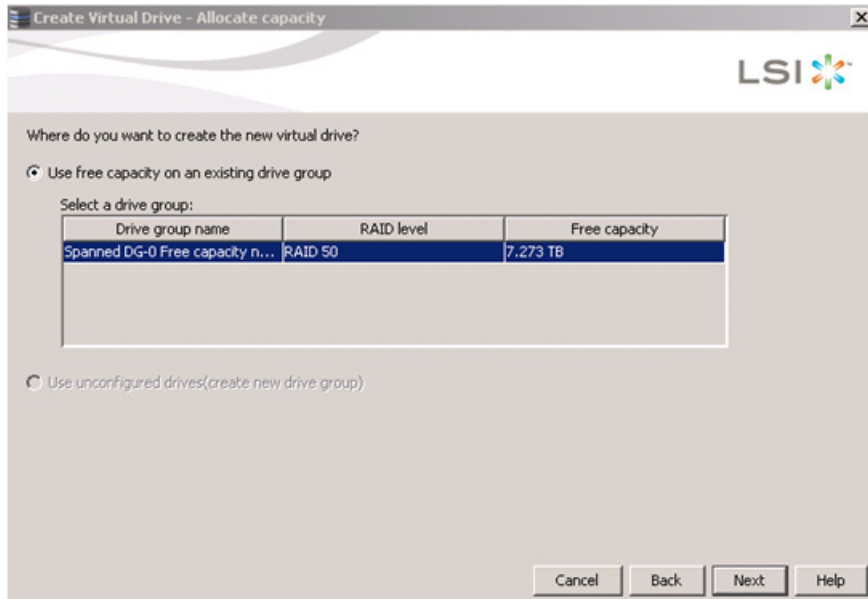 Create Virtual Drive - Allocate capacity
LSI
Where do you want to create the new virtual drive?
Use free capacity on an existing drive group
Select a drive group:
Drive group name RAID level Free capacity
Spanned DG-0 Free capacity n... RAID 50 7.273 TB
Use unconfigured drives(create new drive group)
Cancel Back Next Help